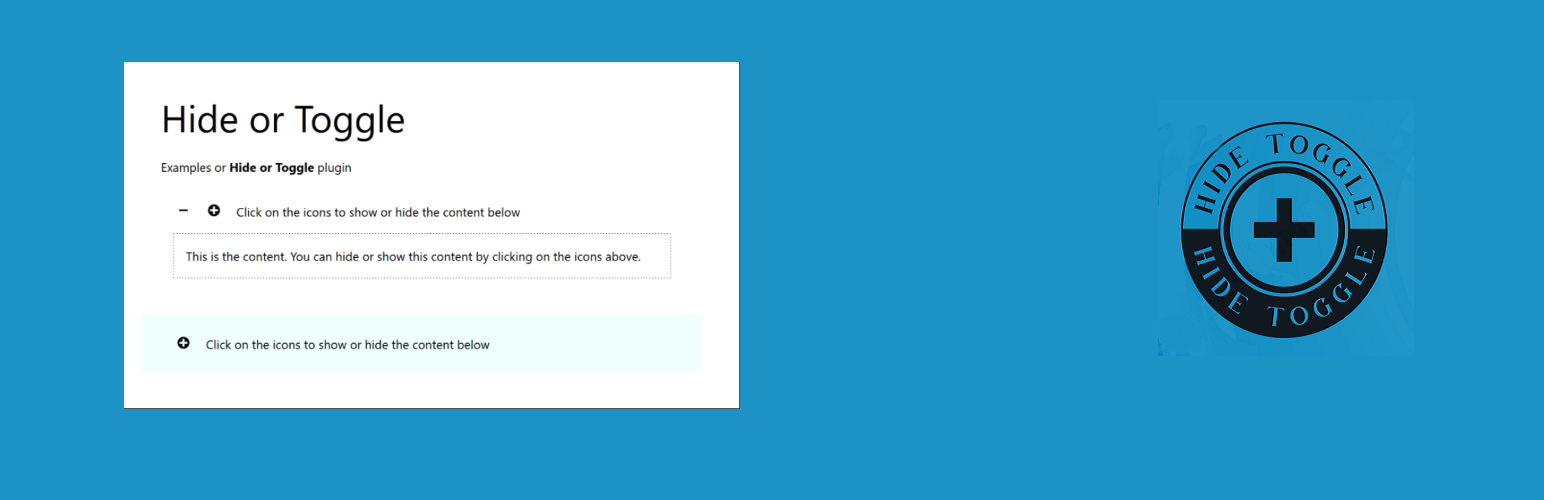 Hide or Toggle
Examples or Hide or Toggle plugin
Click on the icons to show or hide the content below
This is the content. You can hide or show this content by clicking on the icons above.
Click on the icons to show or hide the content below
HIDE TOGGLE
HIDE TOGGLE